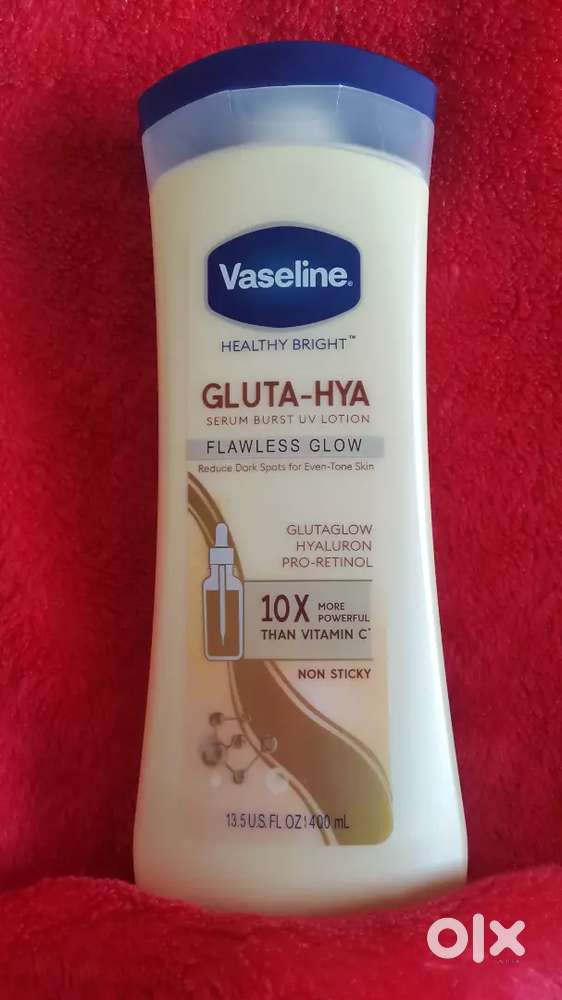 Vaseline®
HEALTHY BRIGHT™
GLUTA-HYA
SERUM BURST UV LOTION
FLAWLESS GLOW
Reduce Dark Spots for Even-Tone Skin
GLUTAGLOW
HYALURON
PRO-RETINOL
10X MORE
POWERFUL
THAN VITAMIN C*
NON STICKY
13.5 U.S. FL OZ 400 mL
olx
INDIA